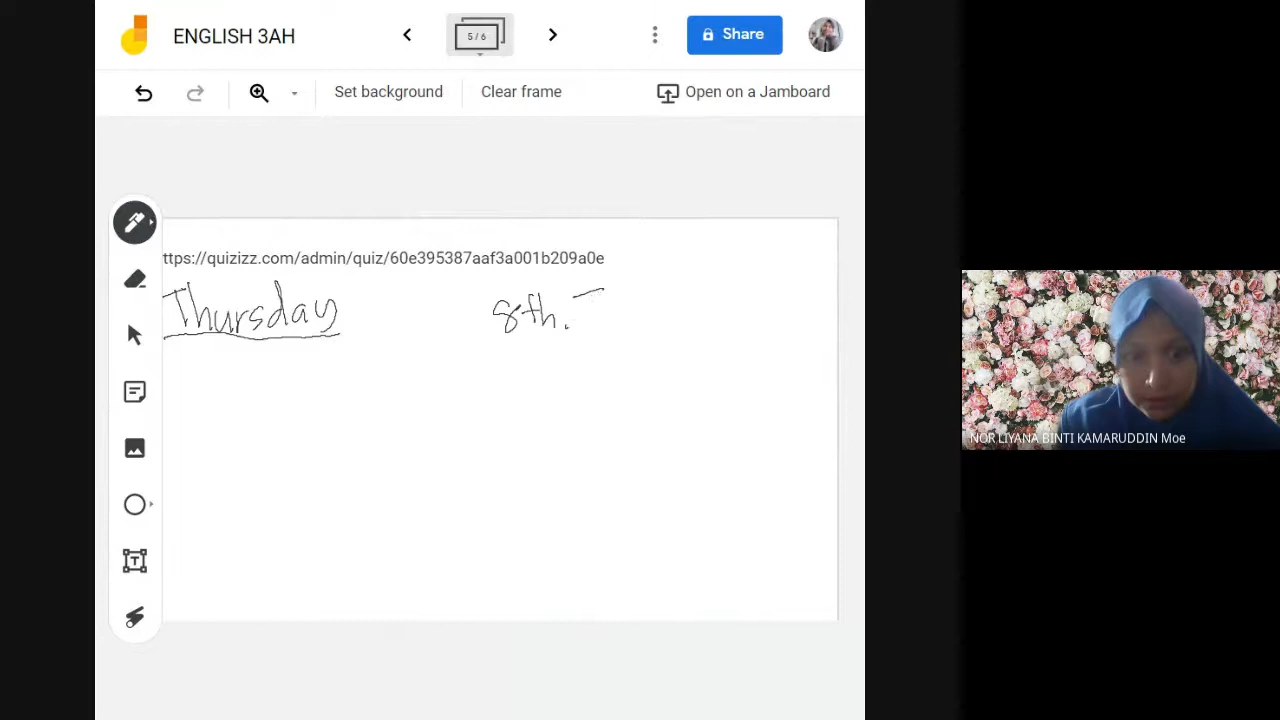 ENGLISH 3AH
5 / 6
Share
Set background
Clear frame
Open on a Jamboard
ttps://quizizz.com/admin/quiz/60e395387aaf3a001b209a0e
Thursday 8th.
NOR LIYANA BINTI KAMARUDDIN Moe